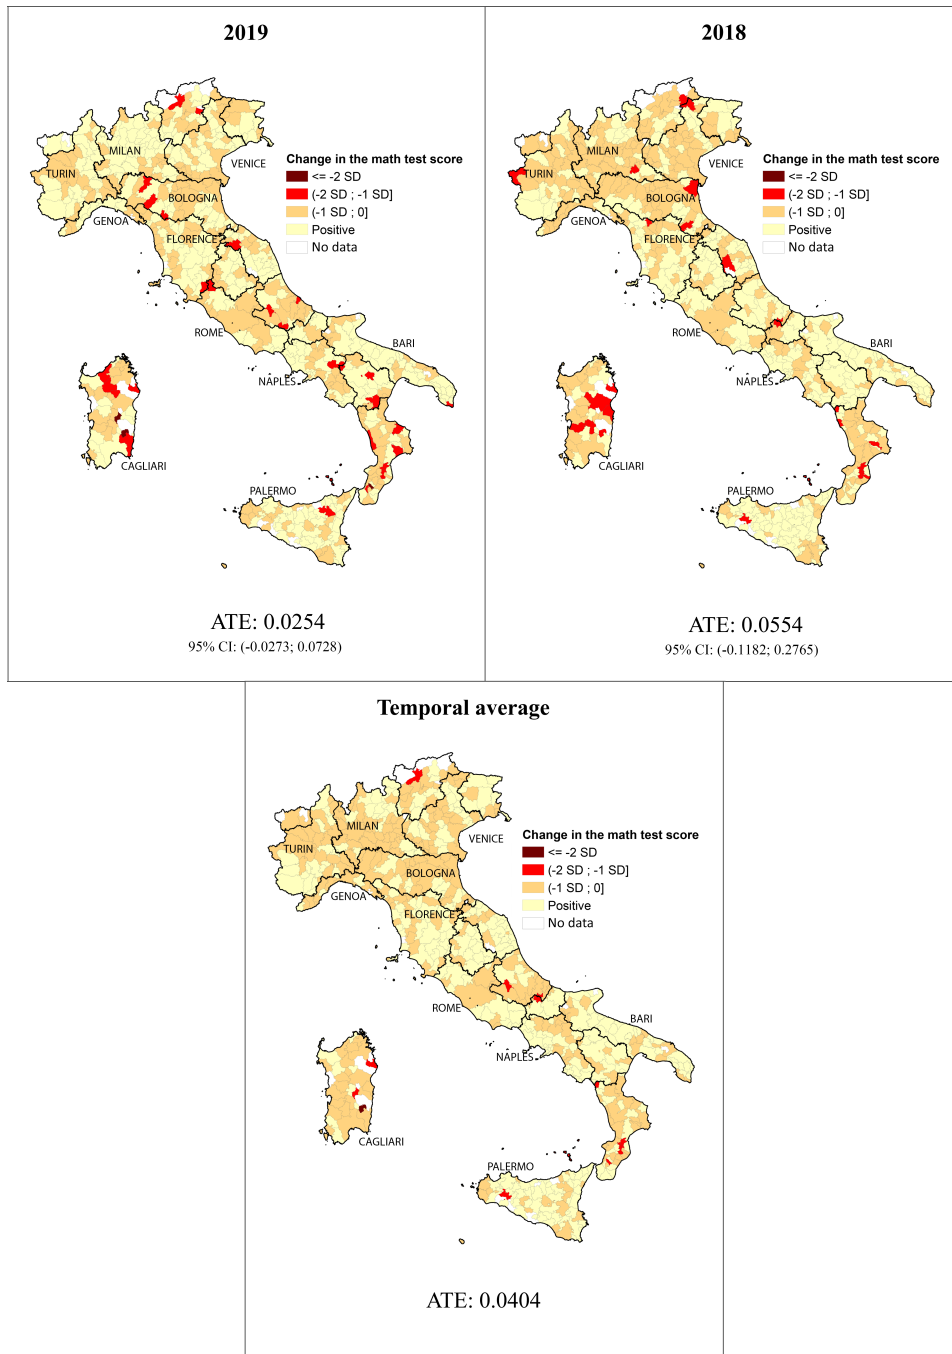 2019
MILAN
TURIN
VENICE
BOLOGNA
GENOA
FLORENCE
ROME
BARI
NAPLES
CAGLIARI
PALERMO
Change in the math test score
<= -2 SD
(-2 SD ; -1 SD]
(-1 SD ; 0]
Positive
No data
ATE: 0.0254
95% CI: (-0.0273; 0.0728)
2018
MILAN
TURIN
VENICE
BOLOGNA
GENOA
FLORENCE
ROME
BARI
NAPLES
CAGLIARI
PALERMO
Change in the math test score
<= -2 SD
(-2 SD ; -1 SD]
(-1 SD ; 0]
Positive
No data
ATE: 0.0554
95% CI: (-0.1182; 0.2765)
Temporal average
MILAN
TURIN
VENICE
BOLOGNA
GENOA
FLORENCE
ROME
BARI
NAPLES
CAGLIARI
PALERMO
Change in the math test score
<= -2 SD
(-2 SD ; -1 SD]
(-1 SD ; 0]
Positive
No data
ATE: 0.0404